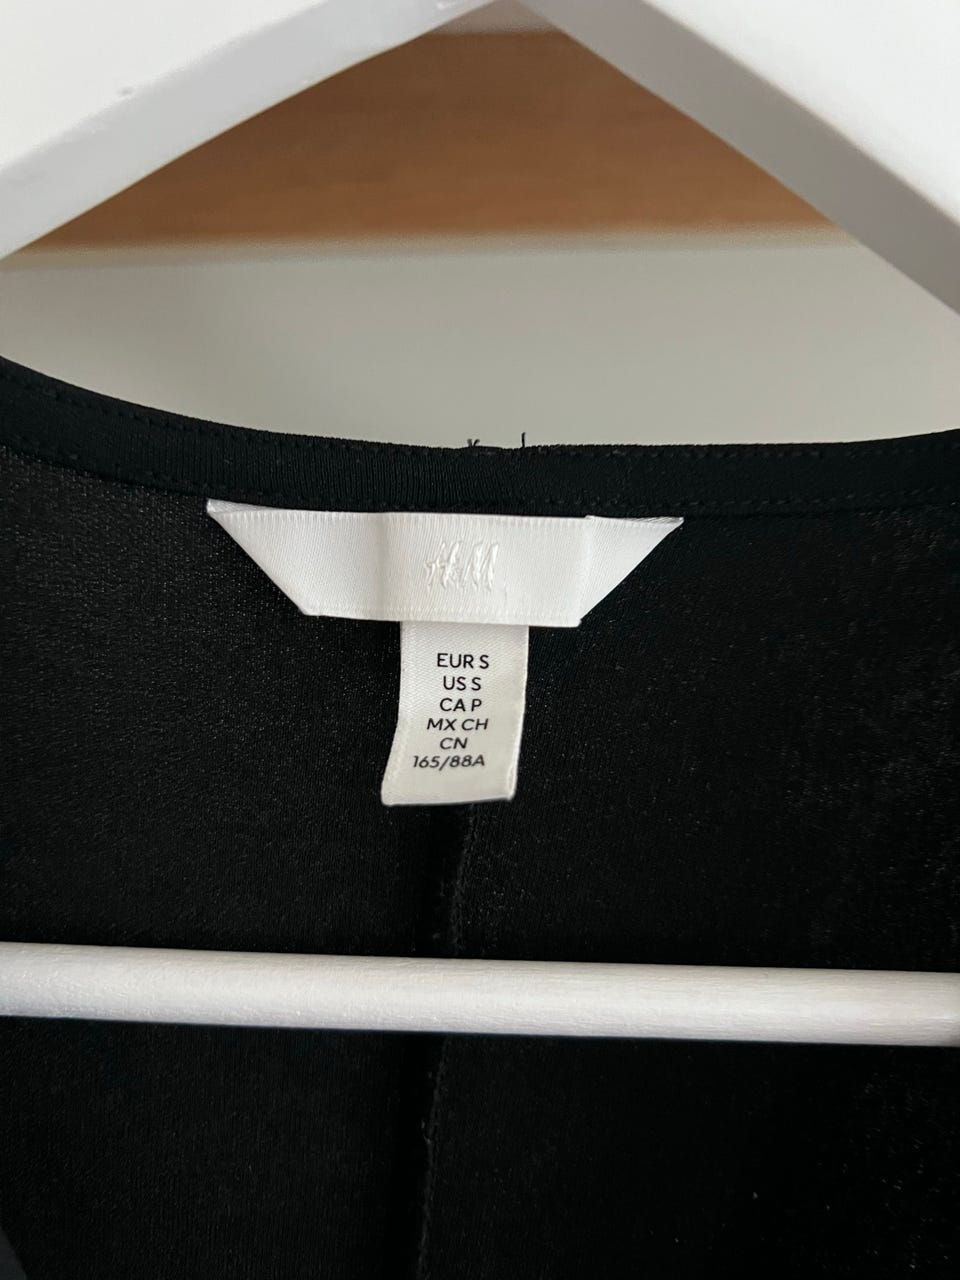 H&M
EUR S
US S
CA P
MX CH
CN
165/88A